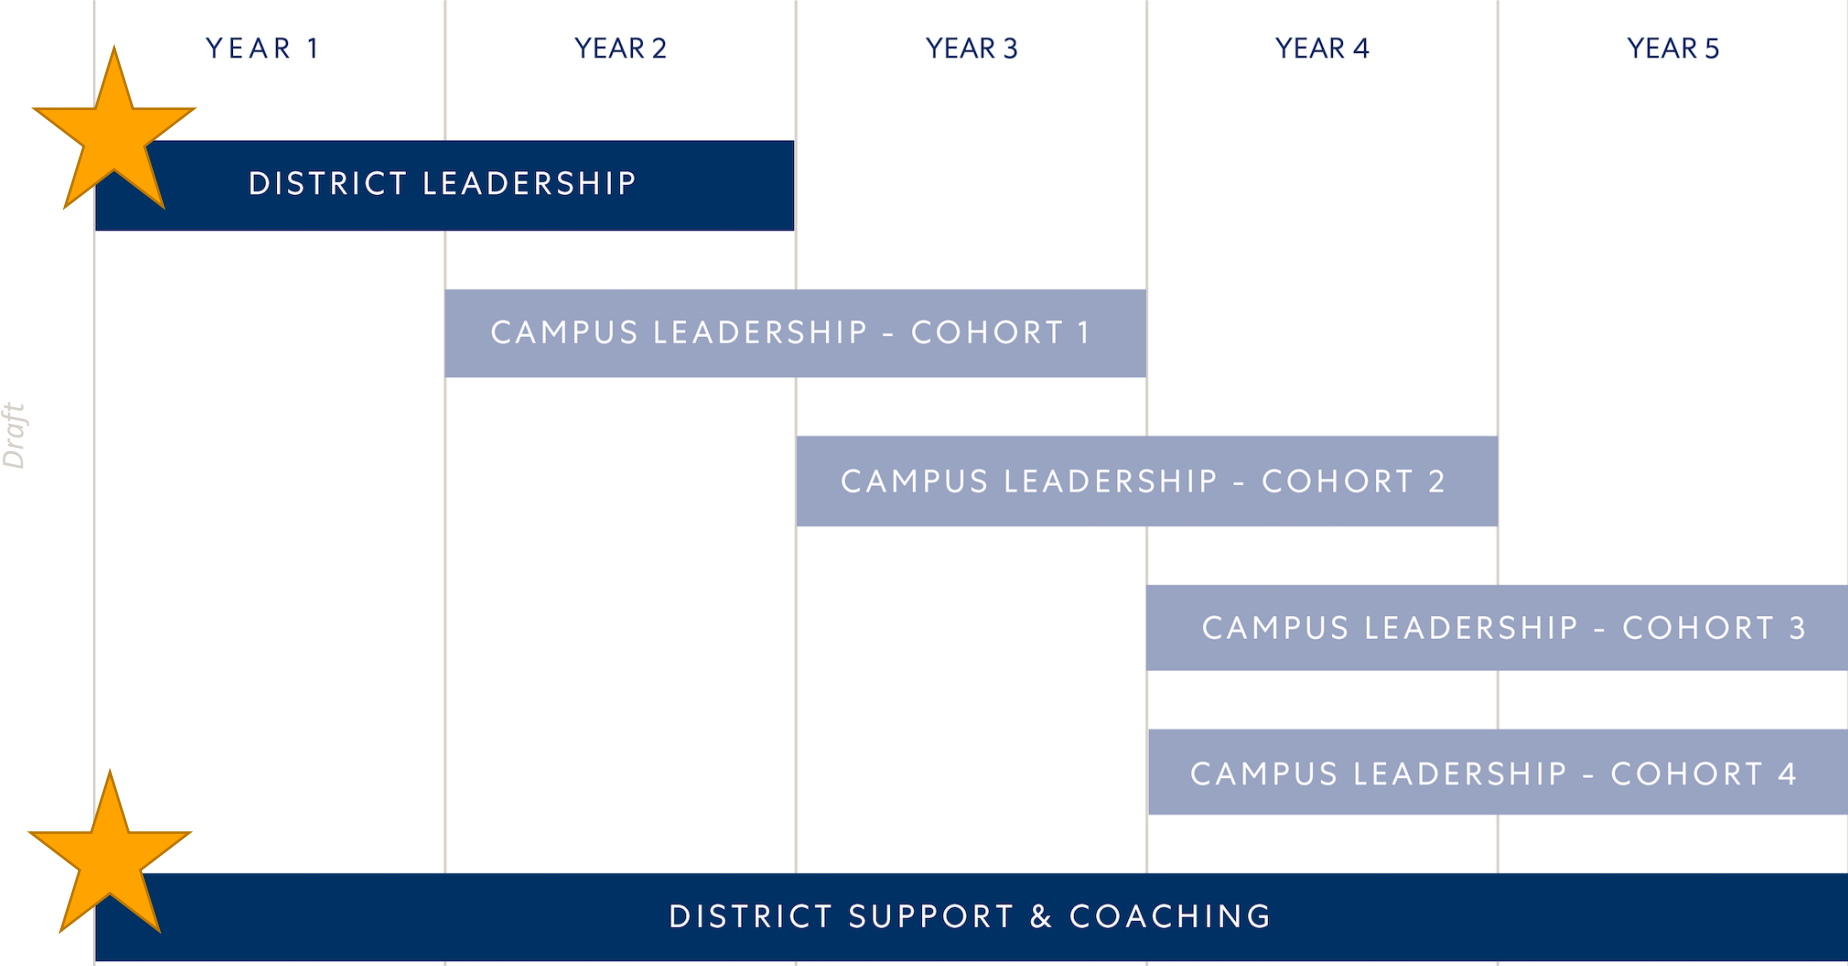 YEAR 1
YEAR 2
YEAR 3
YEAR 4
YEAR 5
DISTRICT LEADERSHIP
CAMPUS LEADERSHIP - COHORT 1
Draft
CAMPUS LEADERSHIP - COHORT 2
CAMPUS LEADERSHIP - COHORT 3
CAMPUS LEADERSHIP - COHORT 4
DISTRICT SUPPORT & COACHING